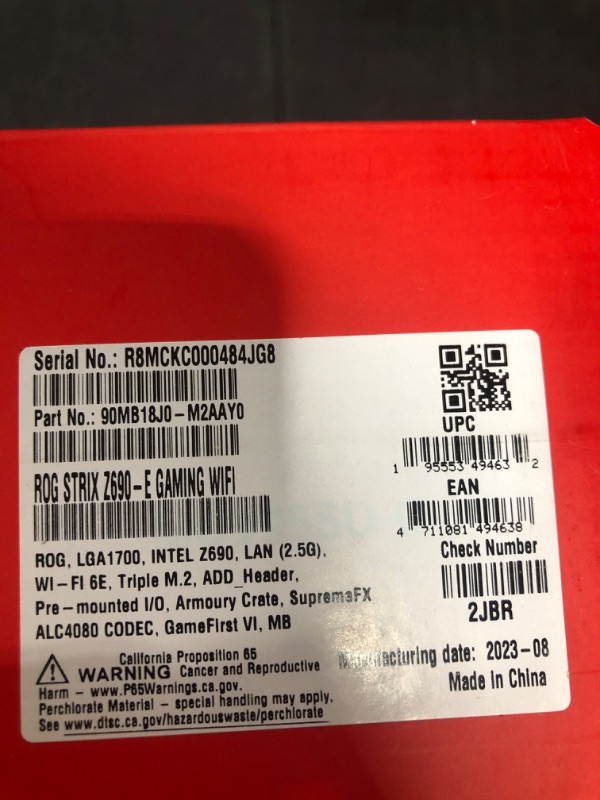 Serial No.: R8MCKC000484JG8
Part No.: 90MB18J0-M2AAY0
ROG STRIX Z690-E GAMING WIFI
ROG, LGA1700, INTEL Z690, LAN (2.5G),
WI-FI 6E, Triple M.2, ADD_Header,
Pre-mounted I/O, Armoury Crate, SupremeFX
ALC4080 CODEC, GameFirst VI, MB
California Proposition 65
WARNING Cancer and Reproductive
Harm - www.P65Warnings.ca.gov.
Perchlorate Material - special handling may apply,
See www.dtsc.ca.gov/hazardouswaste/perchlorate
UPC
1 95553 49463 2
EAN
4 711081 494638
Check Number
2JBR
Manufacturing date: 2023-08
Made In China